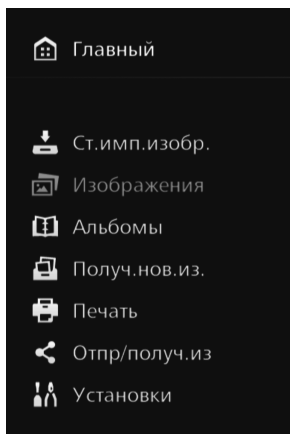 Главный
Ст.имп.изобр.
Изображения
Альбомы
Получ.нов.из.
Печать
Отпр/получ.из
Установки